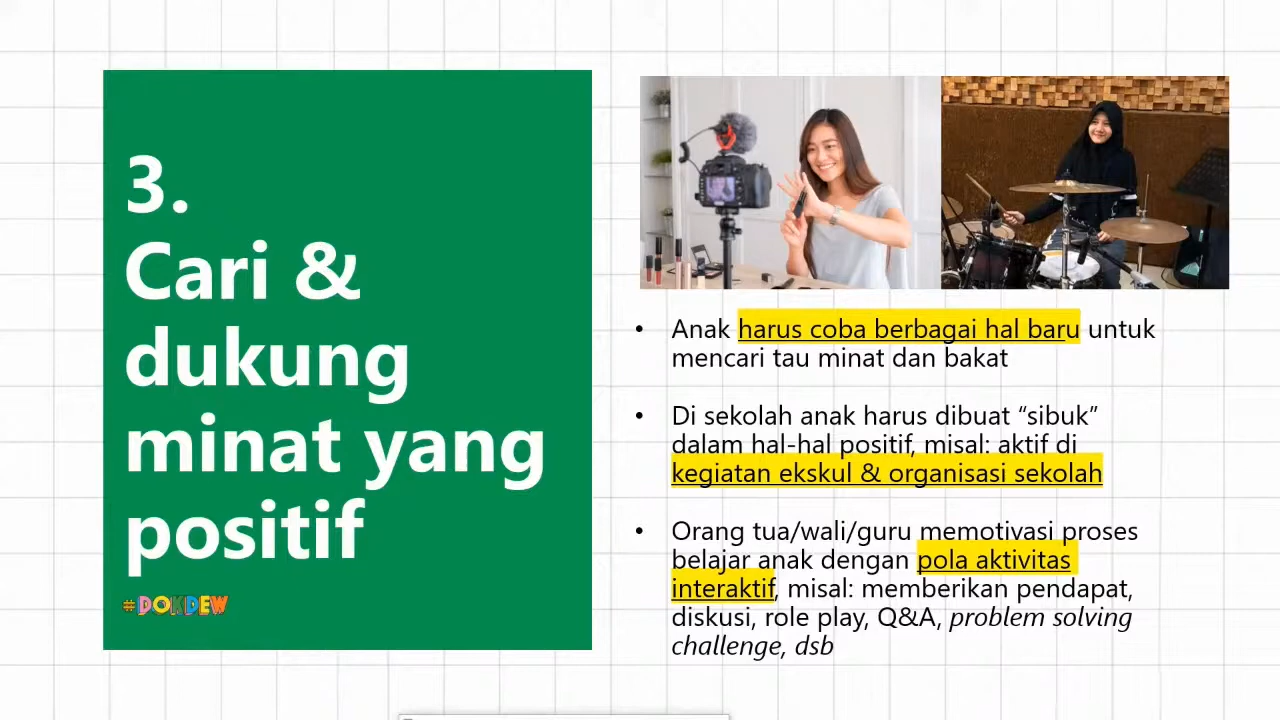 3.
Cari &
dukung
minat yang
positif
#DOKDEW
• Anak harus coba berbagai hal baru untuk
mencari tau minat dan bakat
• Di sekolah anak harus dibuat “sibuk”
dalam hal-hal positif, misal: aktif di
kegiatan ekskul & organisasi sekolah
• Orang tua/wali/guru memotivasi proses
belajar anak dengan pola aktivitas
interaktif, misal: memberikan pendapat,
diskusi, role play, Q&A, problem solving
challenge, dsb